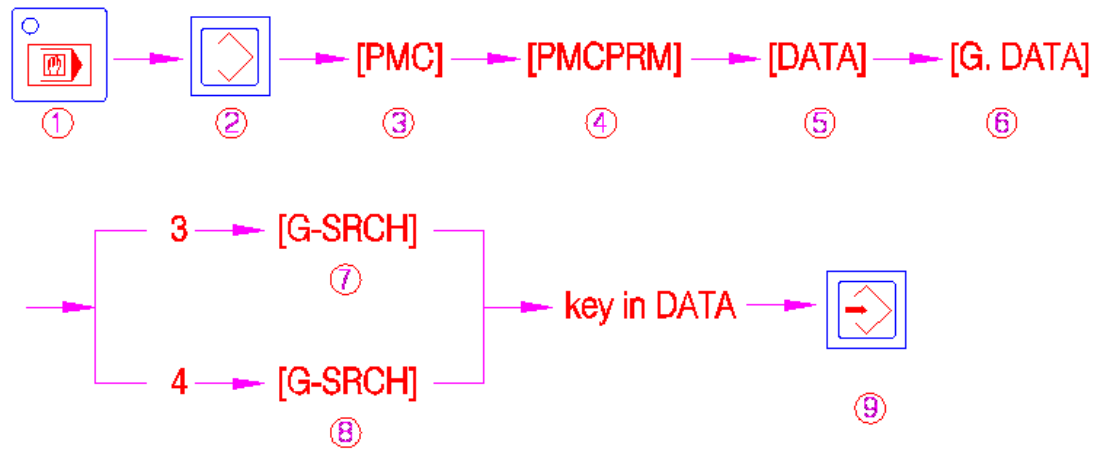 [PMC] [PMCPRM] [DATA] [G. DATA]
① ② ③ ④ ⑤ ⑥
3 [G-SRCH]
⑦
key in DATA
4 [G-SRCH]
⑨
⑧